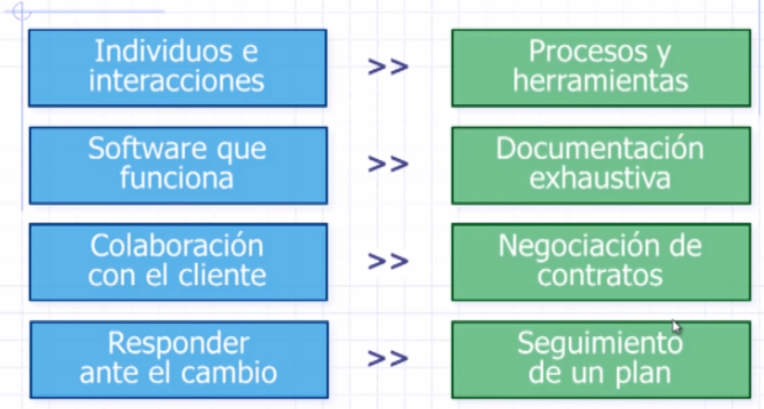 Individuos e
interacciones
>>
Procesos y
herramientas
Software que
funciona
>>
Documentación
exhaustiva
Colaboración
con el cliente
>>
Negociación de
contratos
Responder
ante el cambio
>>
Seguimiento
de un plan